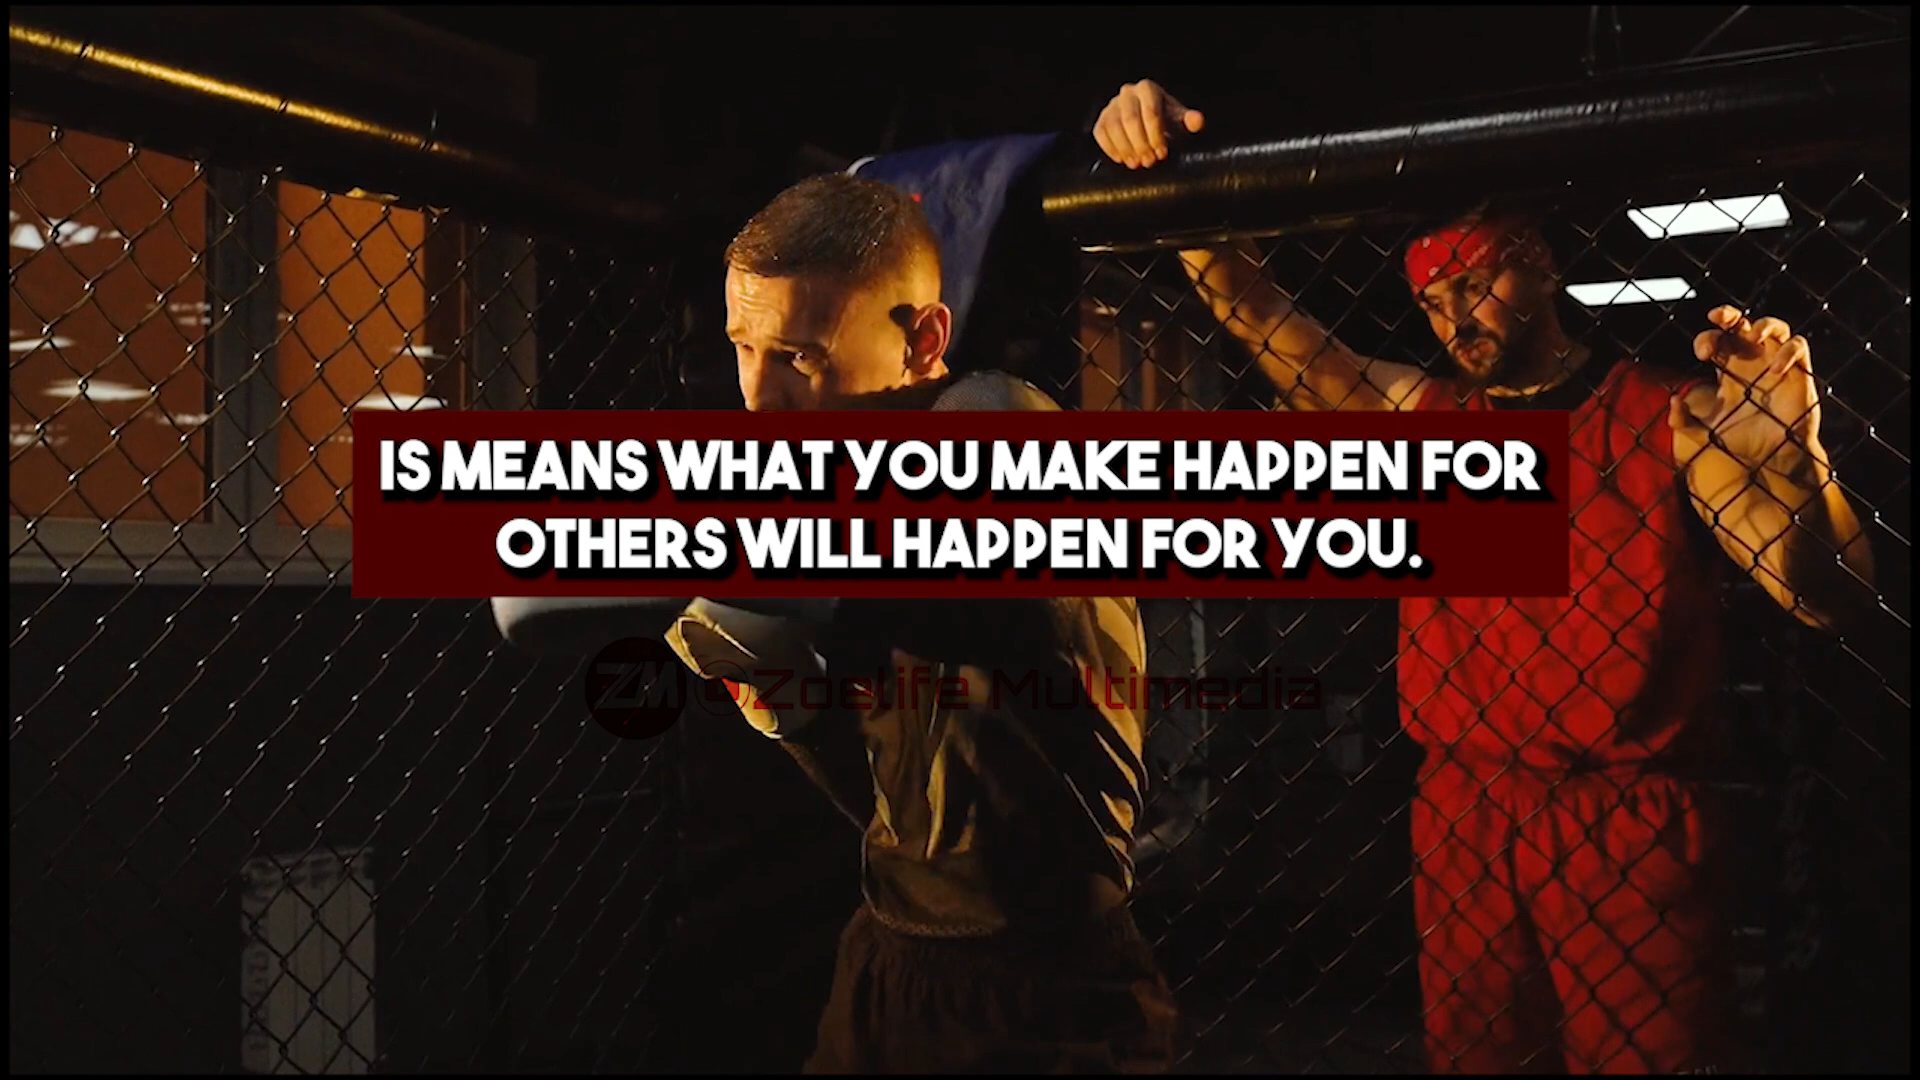 IS MEANS WHAT YOU MAKE HAPPEN FOR
OTHERS WILL HAPPEN FOR YOU.
ZM @Zoelife Multimedia